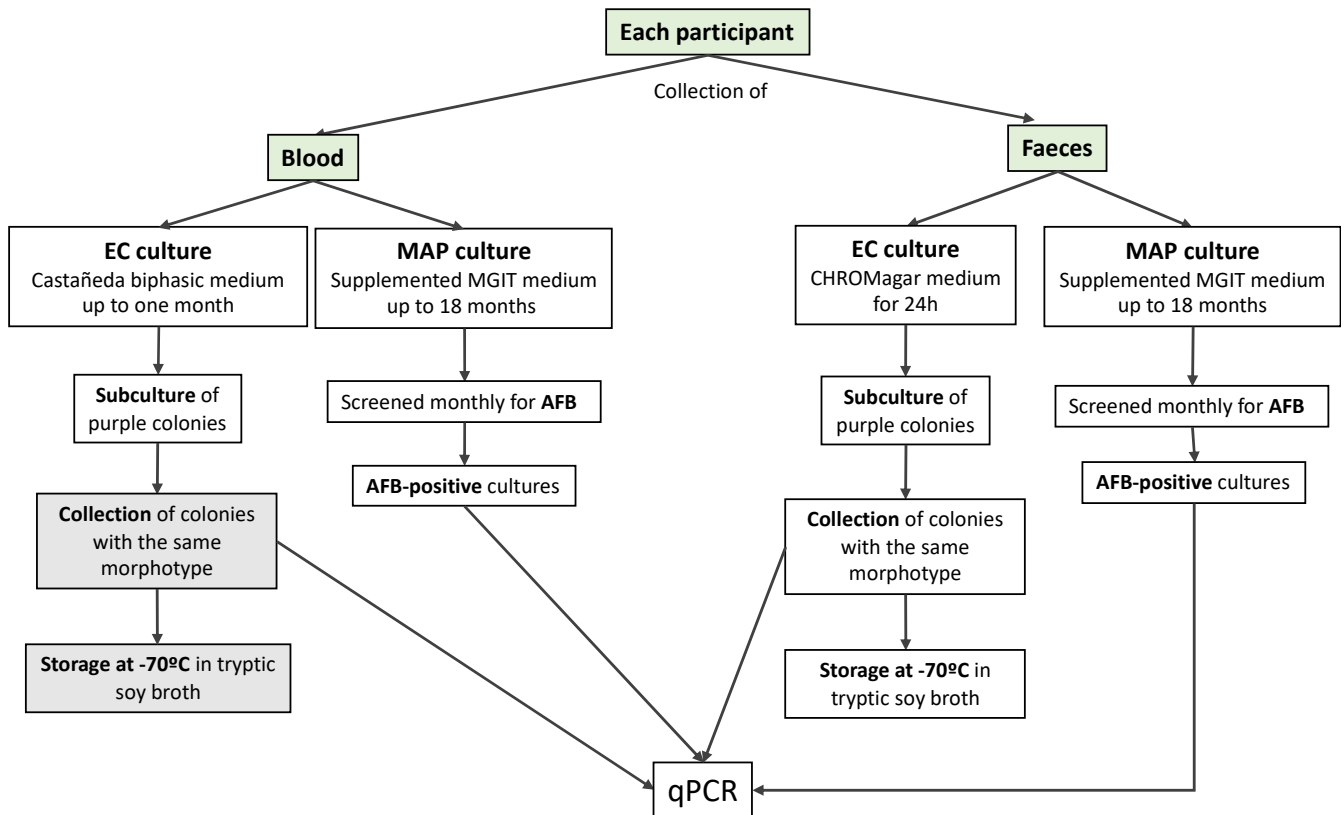 Each participant
Collection of
Blood
Faeces
EC culture
Castañeda biphasic medium
up to one month
MAP culture
Supplemented MGIT medium
up to 18 months
EC culture
CHROMagar medium
for 24h
MAP culture
Supplemented MGIT medium
up to 18 months
Subculture of
purple colonies
Screened monthly for AFB
Subculture of
purple colonies
Screened monthly for AFB
Collection of colonies
with the same
morphotype
AFB-positive cultures
Collection of colonies
with the same
morphotype
AFB-positive cultures
Storage at -70ºC in tryptic
soy broth
Storage at -70ºC in
tryptic soy broth
qPCR